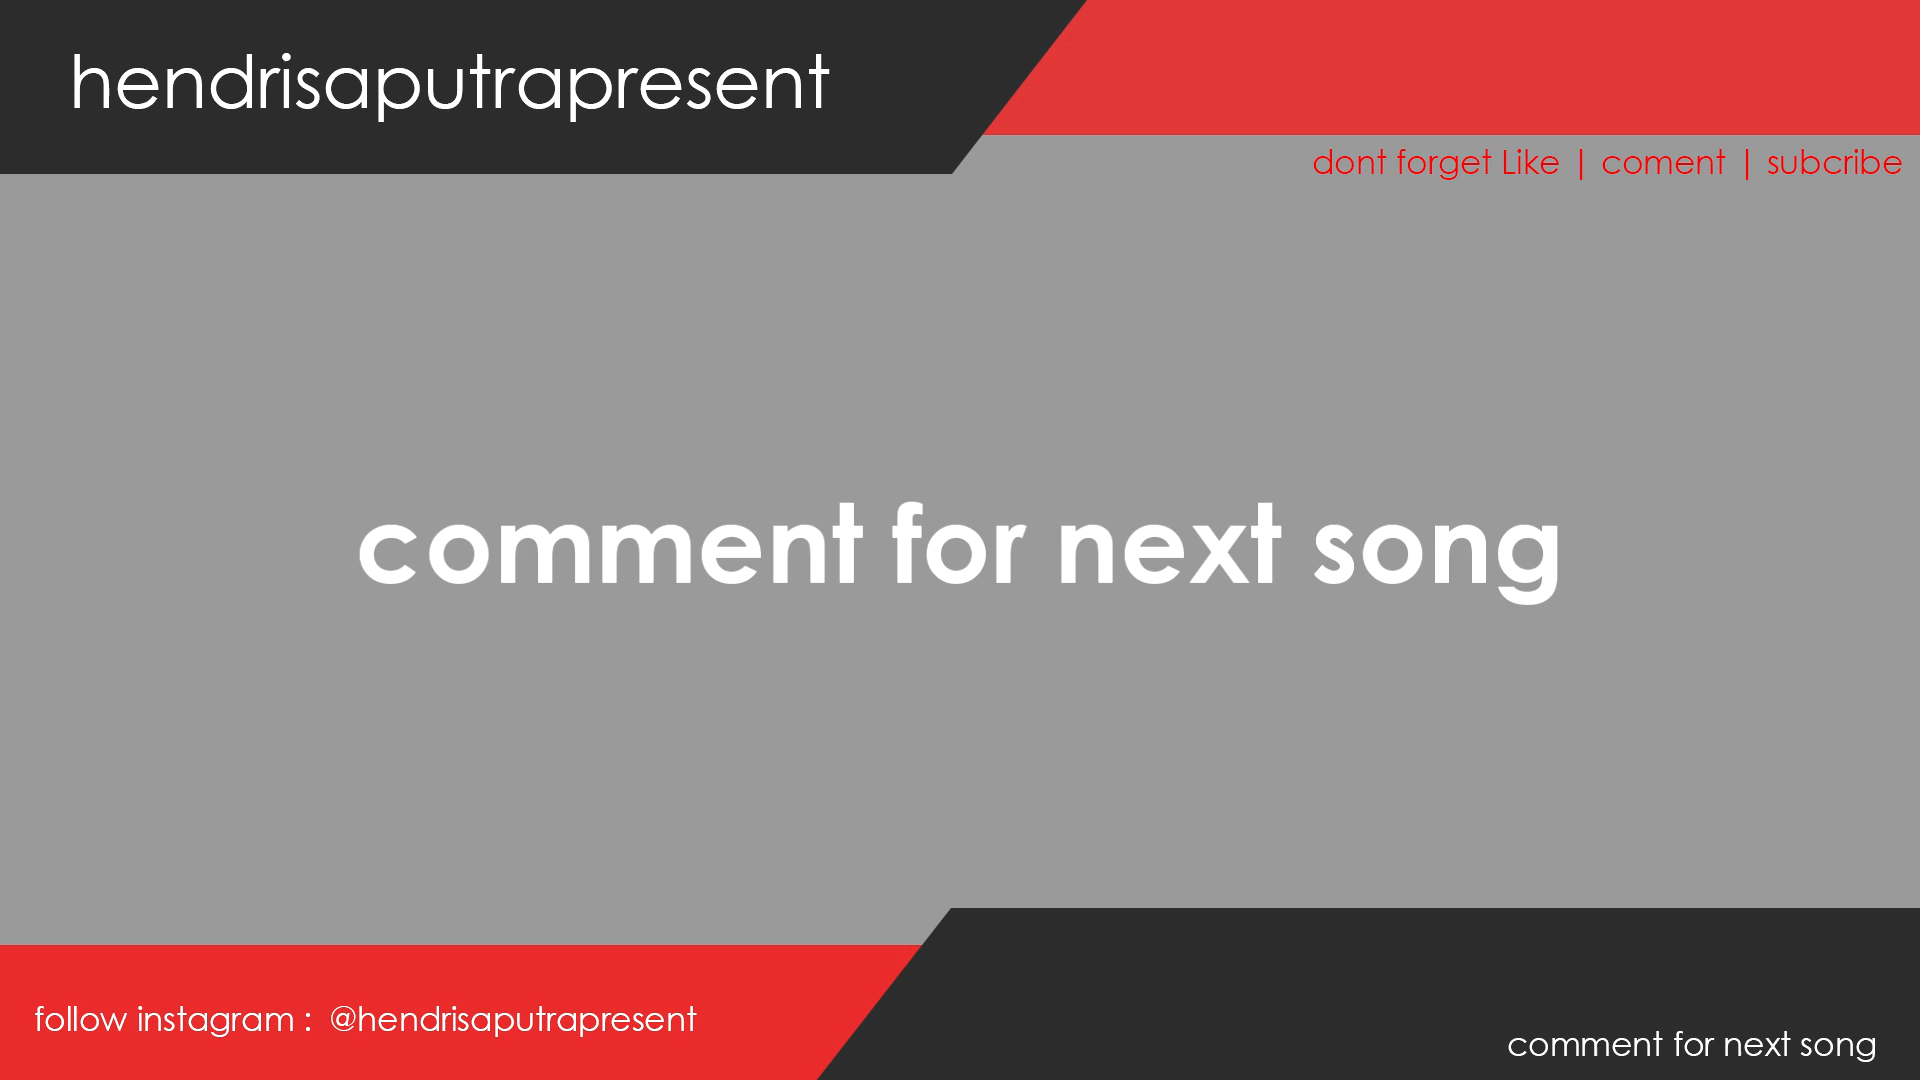 hendrisaputrapresent
dont forget Like | coment | subcribe
comment for next song
follow instagram : @hendrisaputrapresent
comment for next song